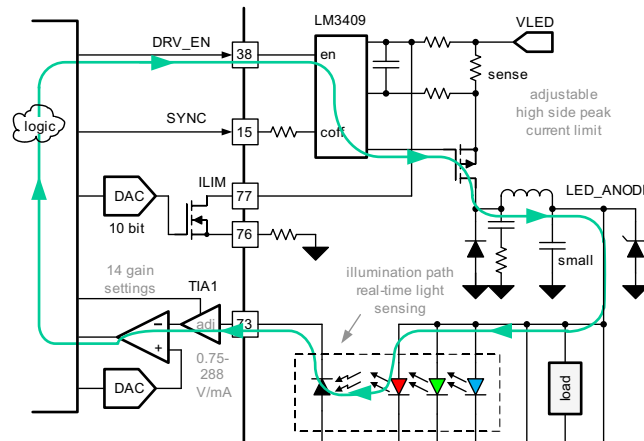 LM3409
VLED
DRV_EN
38
en
sense
logic
adjustable
high side peak
current limit
SYNC
15
coff
DAC
10 bit
ILIM
77
76
LED_ANODE
small
14 gain
settings
TIA1
illumination path
real-time light
sensing
adj
73
−
+
0.75-
288
V/mA
DAC
load